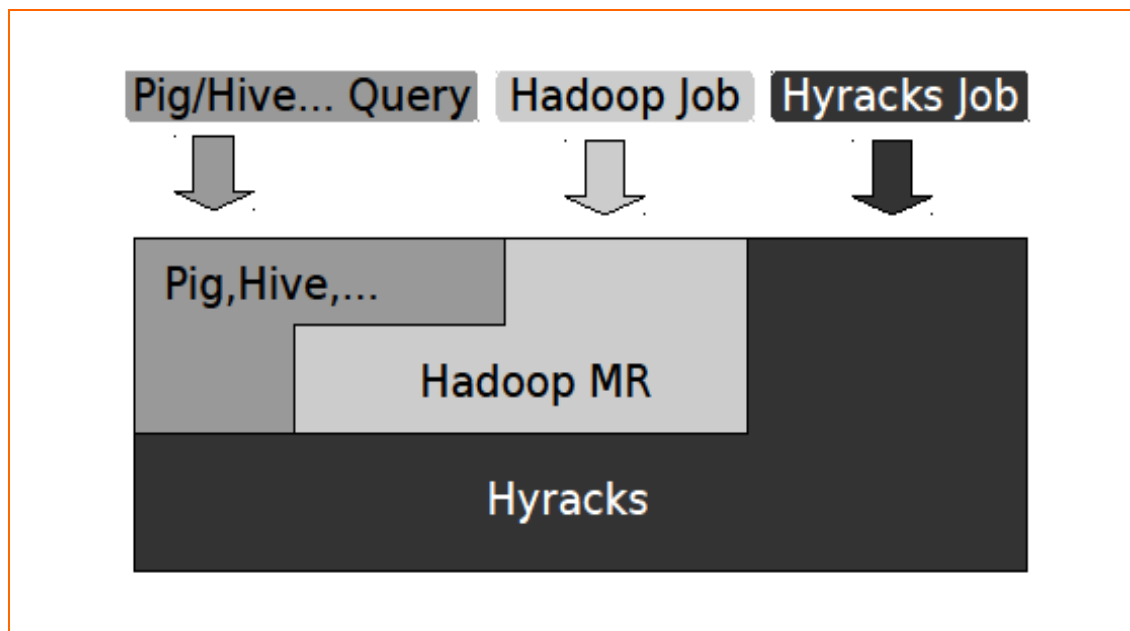 Pig/Hive... Query
Hadoop Job
Hyracks Job
Pig,Hive,...
Hadoop MR
Hyracks